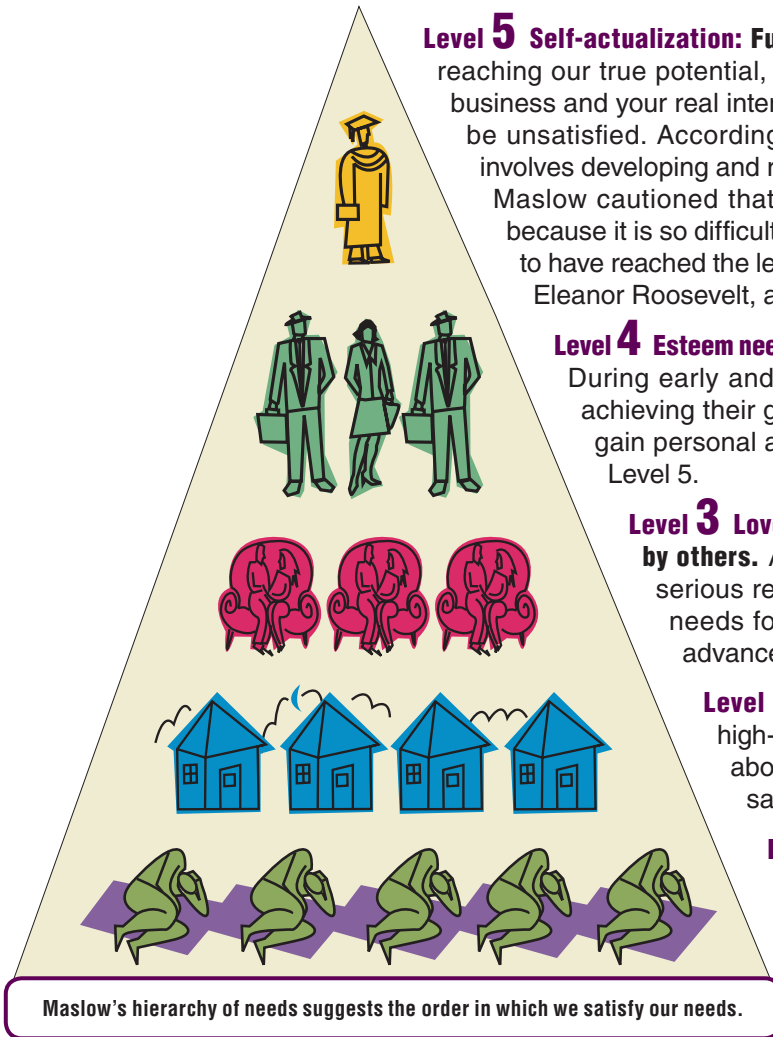 Level 5 Self-actualization: Fu
reaching our true potential,
business and your real inter
be unsatisfied. According
involves developing and r
Maslow cautioned that
because it is so difficult
to have reached the le
Eleanor Roosevelt, a
Level 4 Esteem nee
During early and
achieving their g
gain personal a
Level 5.
Level 3 Lov
by others. A
serious re
needs fo
advance
Level
high-
abo
sa
Maslow's hierarchy of needs suggests the order in which we satisfy our needs.